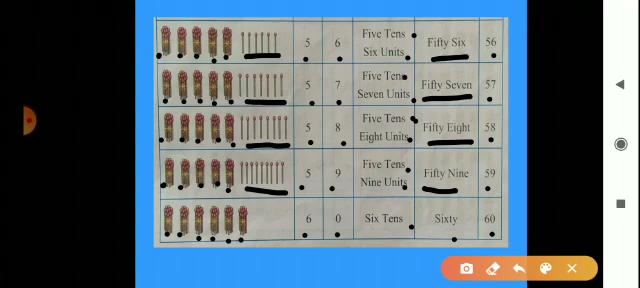 5 6 Five Tens Six Units Fifty Six 56
5 7 Five Tens Seven Units Fifty Seven 57
5 8 Five Tens Eight Units Fifty Eight 58
5 9 Five Tens Nine Units Fifty Nine 59
6 0 Six Tens Sixty 60